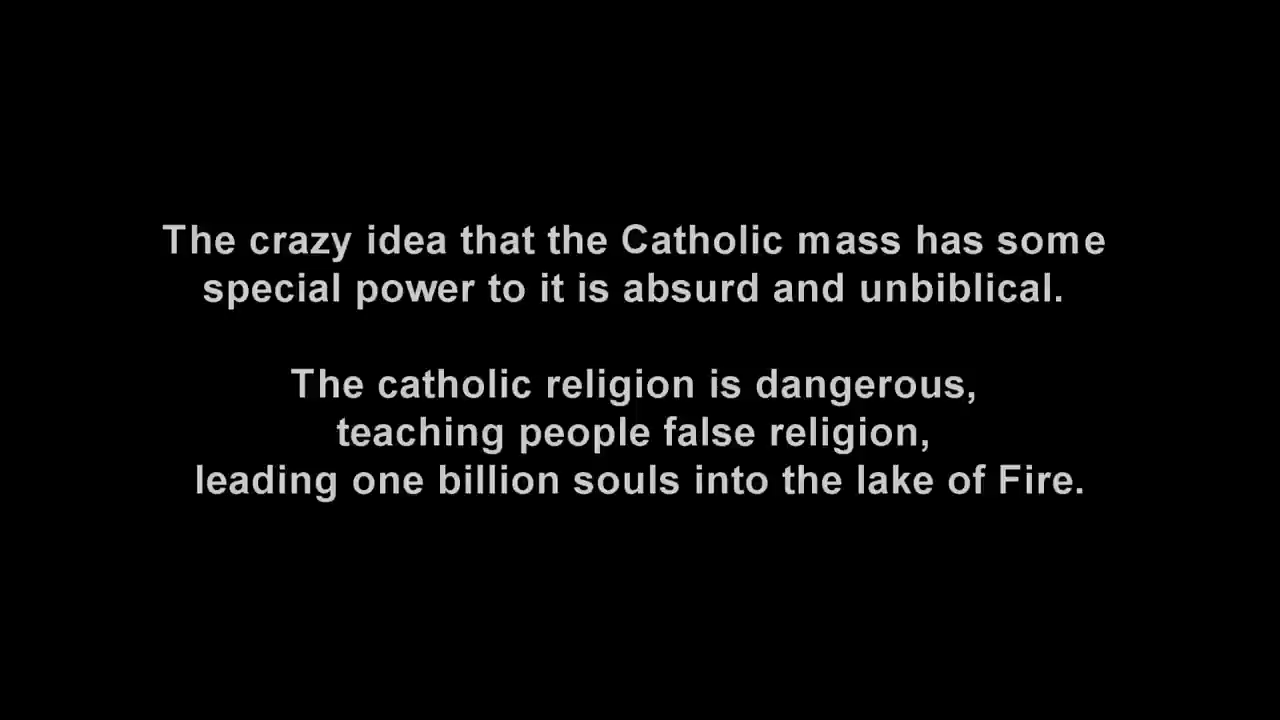 The crazy idea that the Catholic mass has some
special power to it is absurd and unbiblical.
The catholic religion is dangerous,
teaching people false religion,
leading one billion souls into the lake of Fire.